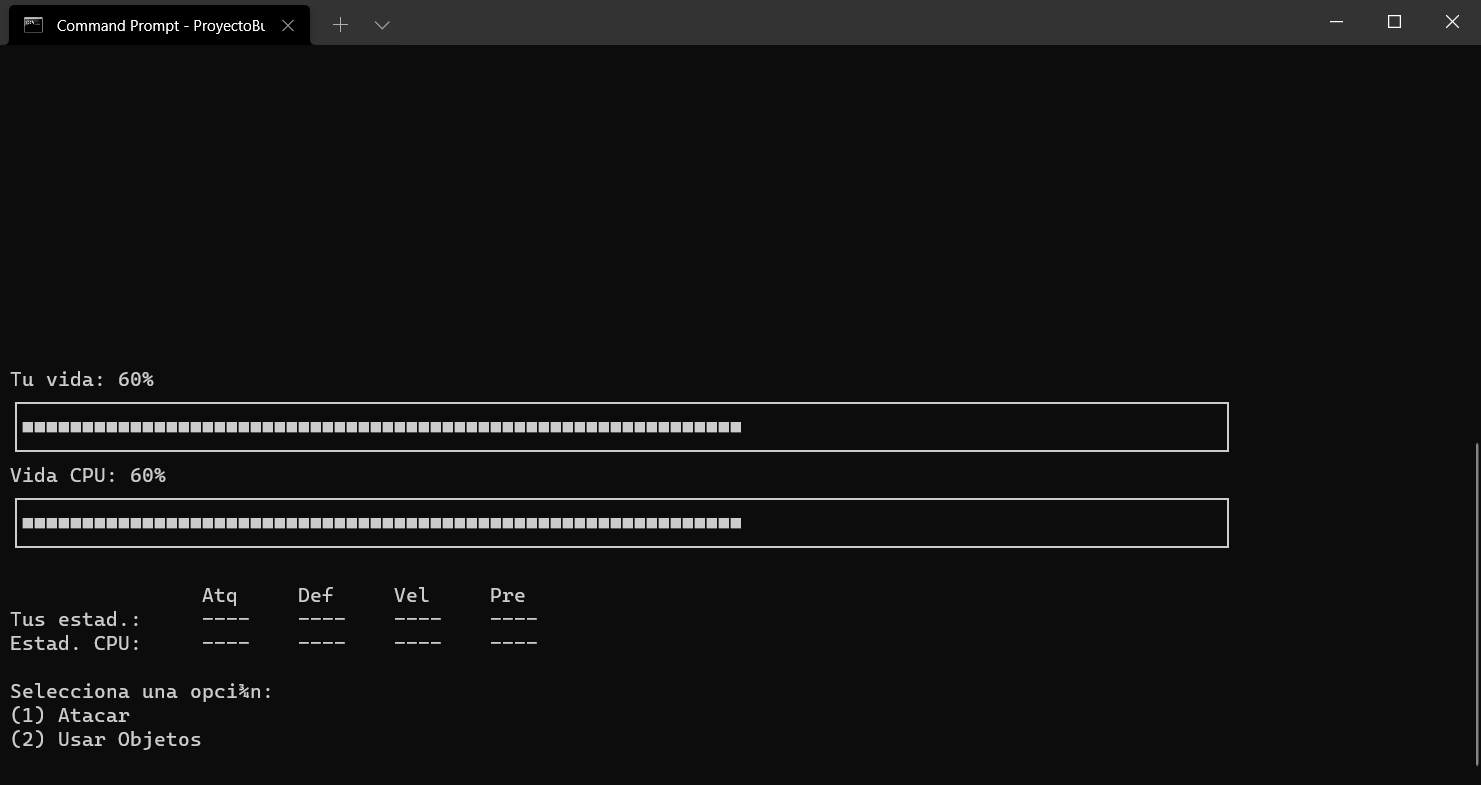 Command Prompt - ProyectoBu
Tu vida: 60%
■■■■■■■■■■■■■■■■■■■■■■■■■■■■■■■■■■■■■■■■■■■■■■■■■■■■■■■■■■■■
Vida CPU: 60%
■■■■■■■■■■■■■■■■■■■■■■■■■■■■■■■■■■■■■■■■■■■■■■■■■■■■■■■■■■■■
Atq Def Vel Pre
Tus estad.: ---- ---- ---- ----
Estad. CPU: ---- ---- ---- ----
Selecciona una opci¾n:
(1) Atacar
(2) Usar Objetos